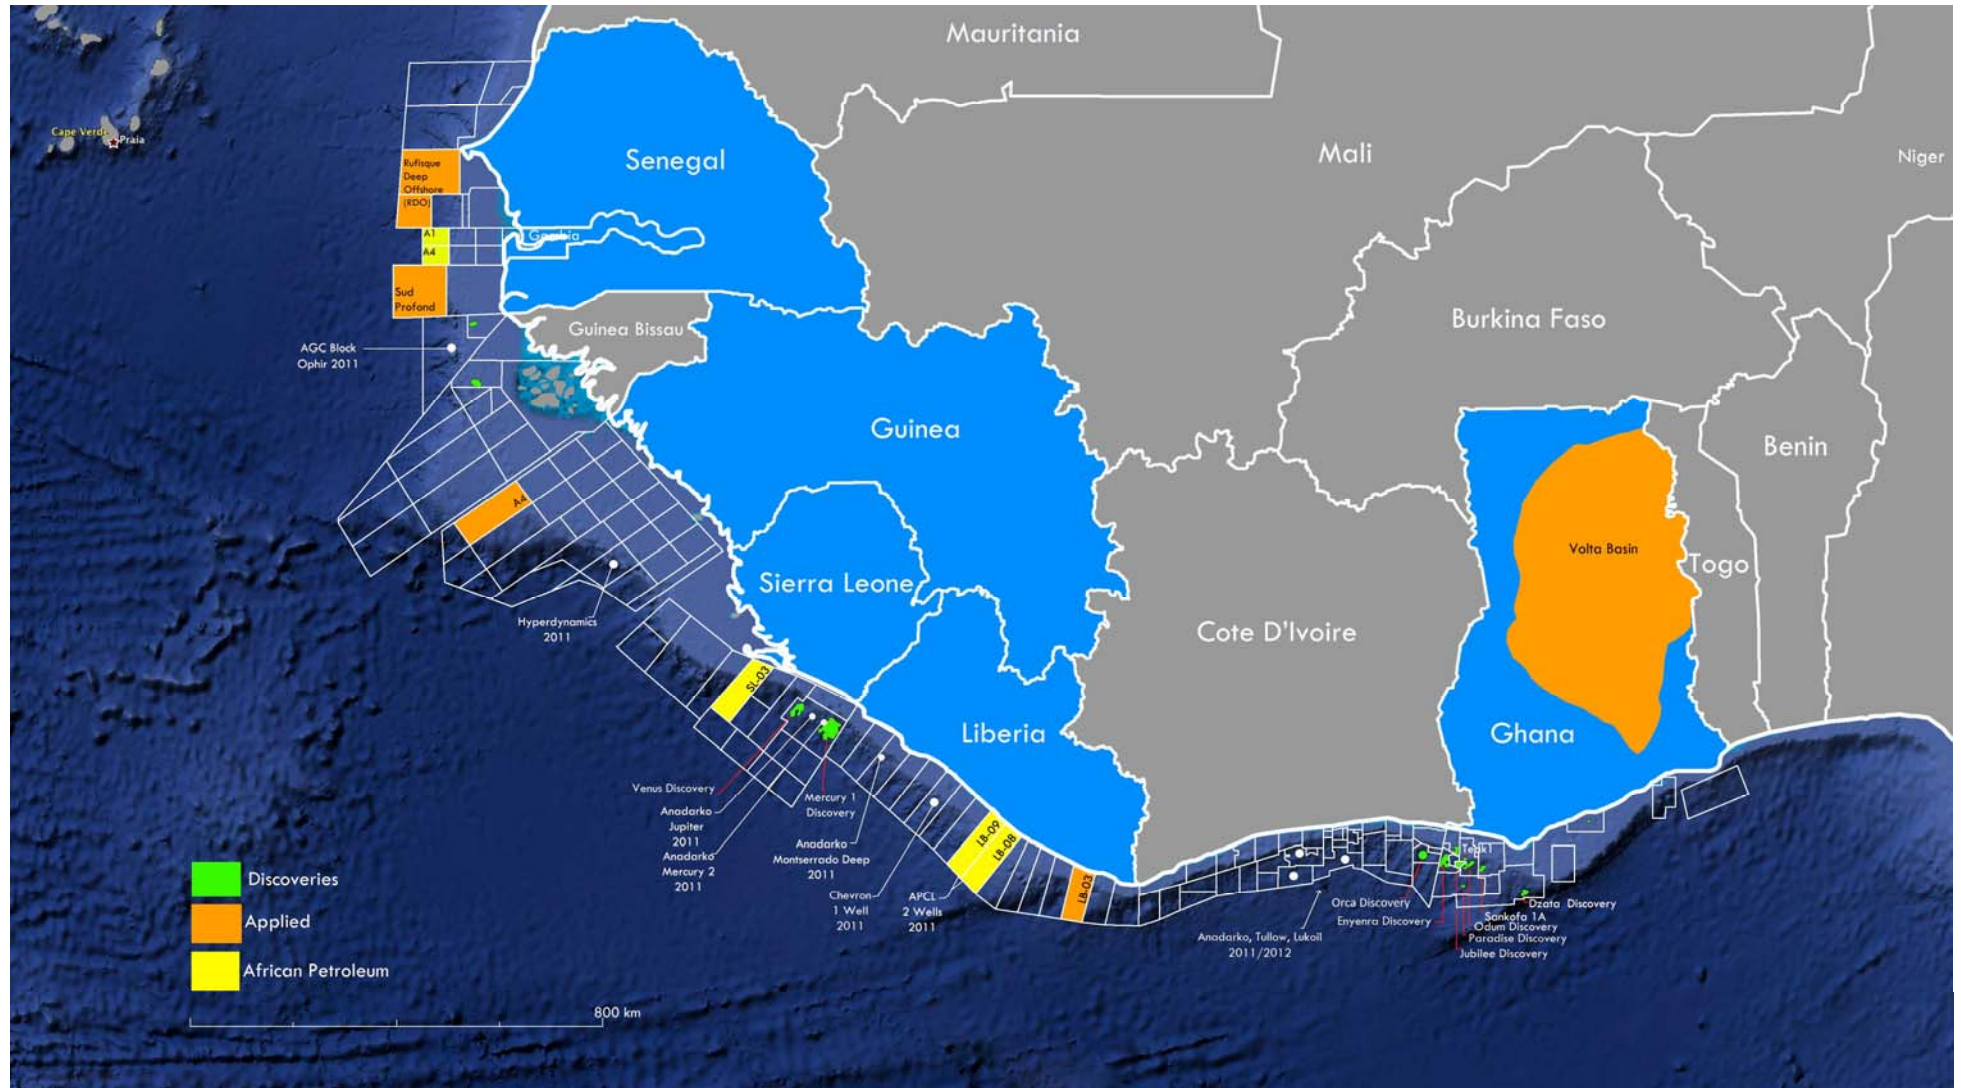 Mauritania
Cape Verde
Praia
Senegal
Mali
Niger
Rufisque
Deep
Offshore
(RDO)
A1
A4
Gambia
Sud
Profond
Guinea Bissau
Burkina Faso
AGC Block
Ophir 2011
Guinea
Benin
A4
Volta Basin
Togo
Sierra Leone
Hyperdynamics
2011
Cote D'Ivoire
SL-03
Liberia
Ghana
Venus Discovery
Anadarko
Jupiter
2011
Anadarko
Mercury 2
2011
Mercury 1
Discovery
Anadarko
Montserrado Deep
2011
Chevron
1 Well
2011
APCL
2 Wells
2011
LB-09
LB-08
LB-03
Teak1
Orca Discovery
Enyenra Discovery
Dzata Discovery
Sankofa 1A
Odum Discovery
Paradise Discovery
Jubilee Discovery
Anadarko, Tullow, Lukoil
2011/2012
Discoveries
Applied
African Petroleum
800 km